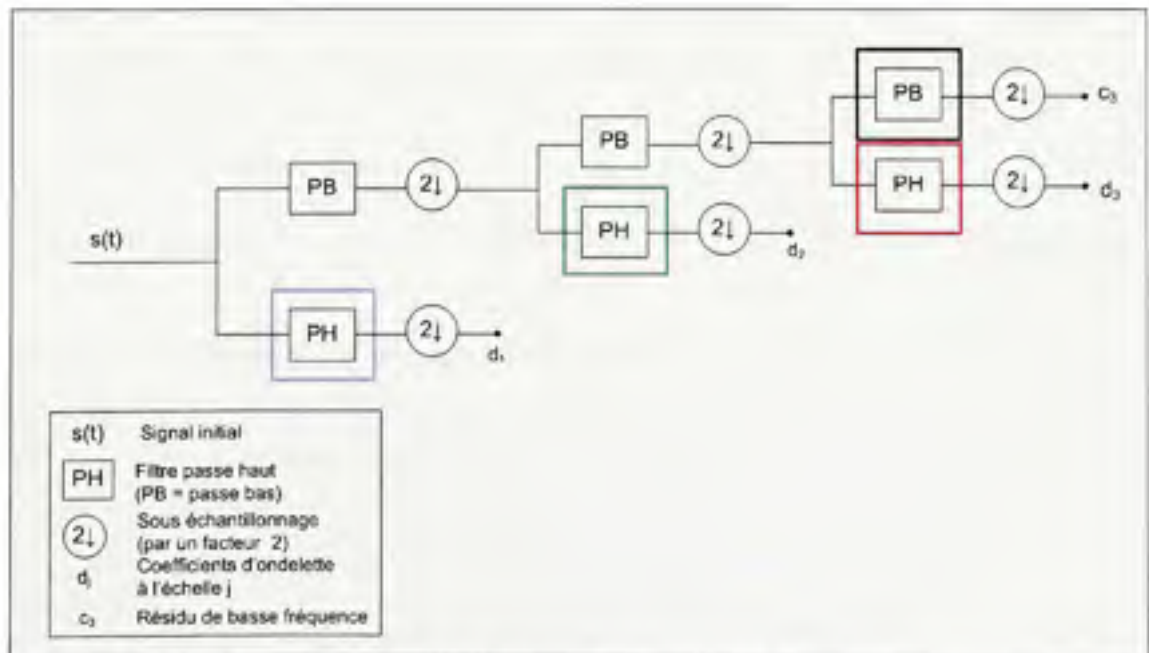 PB 2↓ c₃
PB 2↓
PH 2↓ d₃
PB 2↓
PH 2↓ d₂
s(t)
PH 2↓ d₁
s(t) Signal initial
PH Filtre passe haut
(PB = passe bas)
2↓ Sous échantillonnage
(par un facteur 2)
dⱼ Coefficients d'ondelette
à l'échelle j
c₃ Résidu de basse fréquence